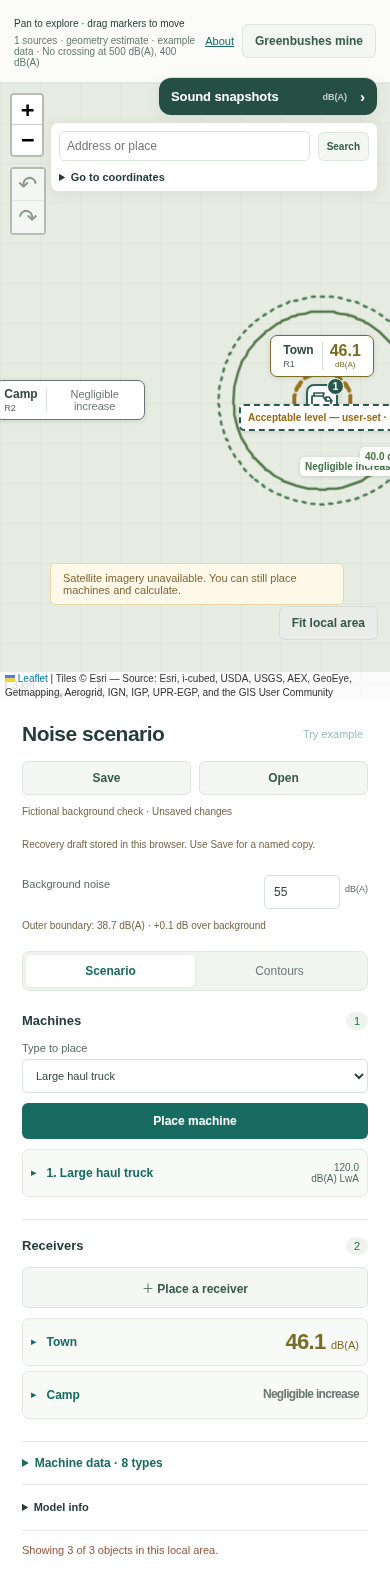 Pan to explore · drag markers to move
1 sources · geometry estimate · example
data · No crossing at 500 dB(A), 400
dB(A)
About
Greenbushes mine
Sound snapshots
dB(A)
›
+
−
Address or place
Search
Go to coordinates
Town
R1
46.1
dB(A)
1
Camp
R2
Negligible
increase
Acceptable level — user-set ·
40.0
Negligible increas
Satellite imagery unavailable. You can still place
machines and calculate.
Fit local area
Leaflet | Tiles © Esri — Source: Esri, i-cubed, USDA, USGS, AEX, GeoEye,
Getmapping, Aerogrid, IGN, IGP, UPR-EGP, and the GIS User Community
Noise scenario
Try example
Save
Open
Fictional background check · Unsaved changes
Recovery draft stored in this browser. Use Save for a named copy.
Background noise
55
dB(A)
Outer boundary: 38.7 dB(A) · +0.1 dB over background
Scenario
Contours
Machines
1
Type to place
Large haul truck
Place machine
1. Large haul truck
120.0
dB(A) LwA
Receivers
2
+ Place a receiver
Town
46.1 dB(A)
Camp
Negligible increase
Machine data · 8 types
Model info
Showing 3 of 3 objects in this local area.